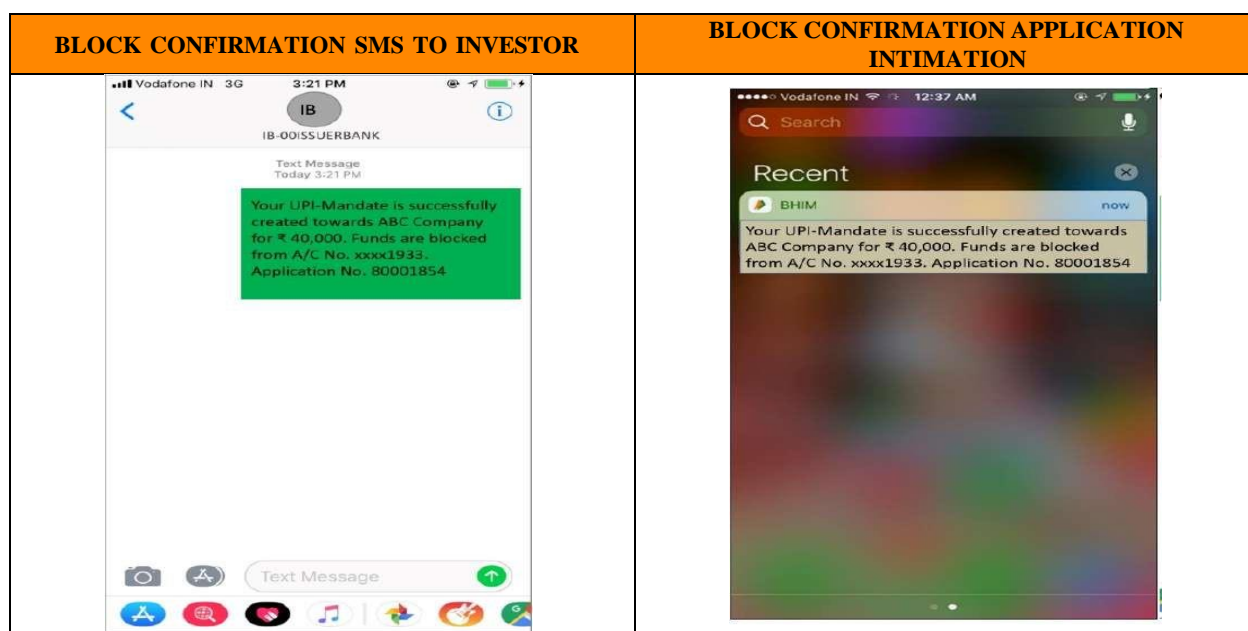 BLOCK CONFIRMATION SMS TO INVESTOR
BLOCK CONFIRMATION APPLICATION
INTIMATION
Vodafone IN 3G 3:21 PM
IB
IB-00ISSUERBANK
Text Message
Today 3:21 PM
Your UPI-Mandate is successfully
created towards ABC Company
for ₹ 40,000. Funds are blocked
from A/C No. xxxx1933.
Application No. 80001854
Text Message
Vodafone IN 12:37 AM
Search
Recent
BHIM now
Your UPI-Mandate is successfully created towards
ABC Company for ₹ 40,000. Funds are blocked
from A/C No. xxxx1933. Application No. 80001854